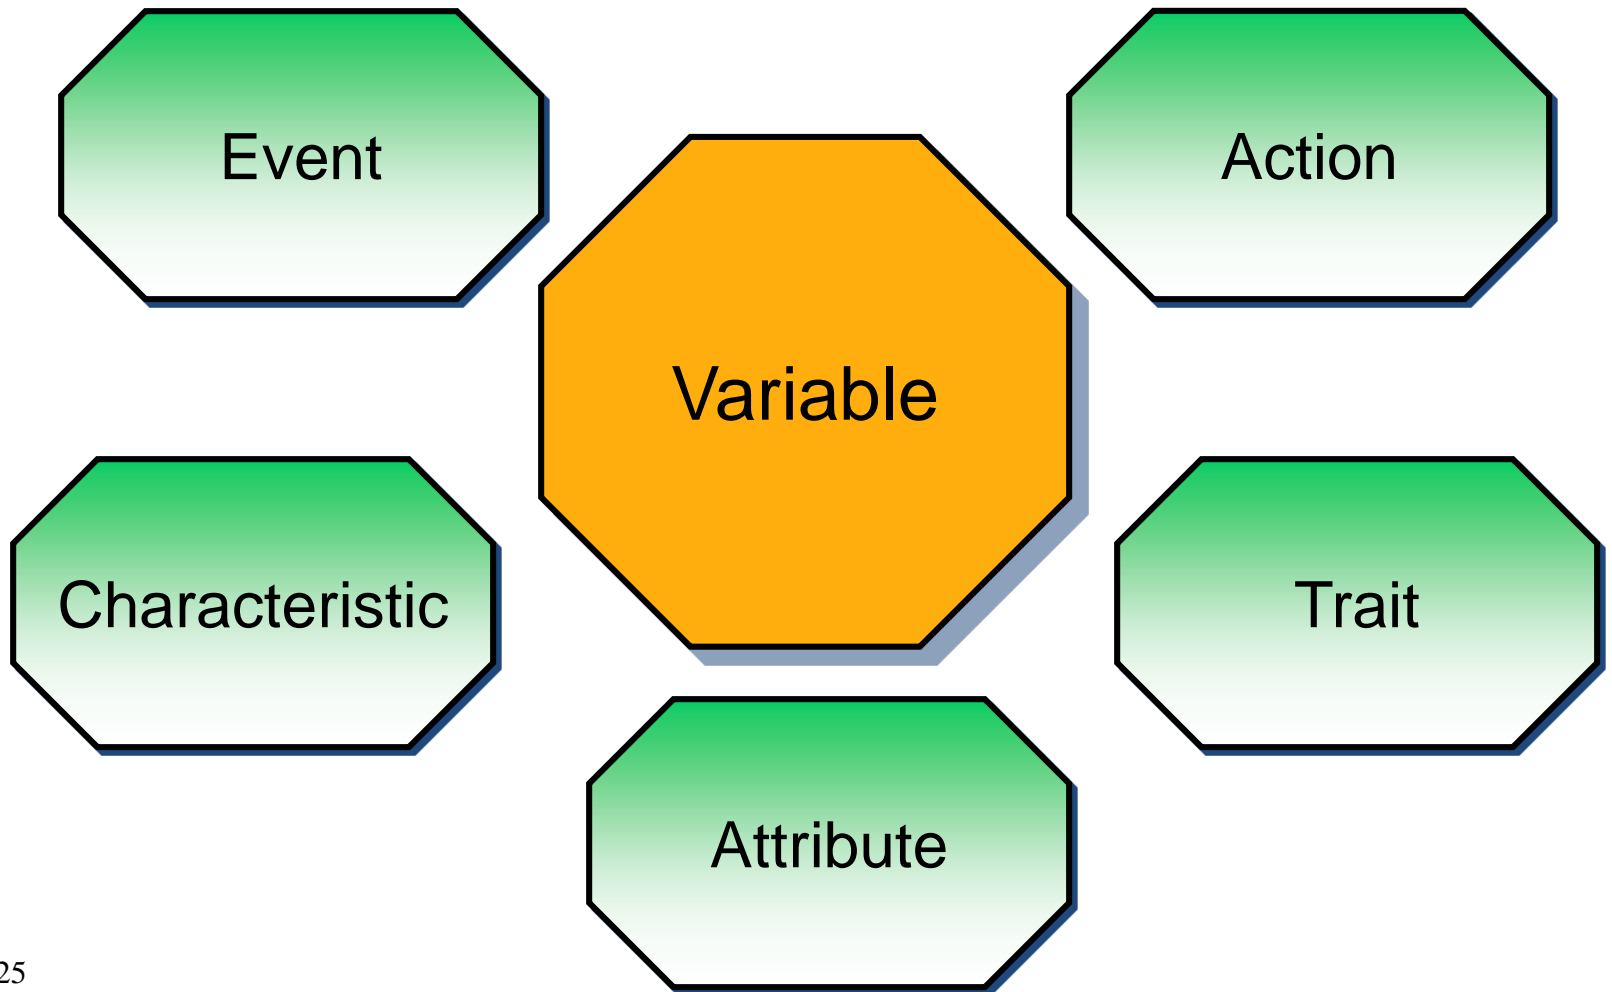 Event
Action
Variable
Characteristic
Trait
Attribute
25